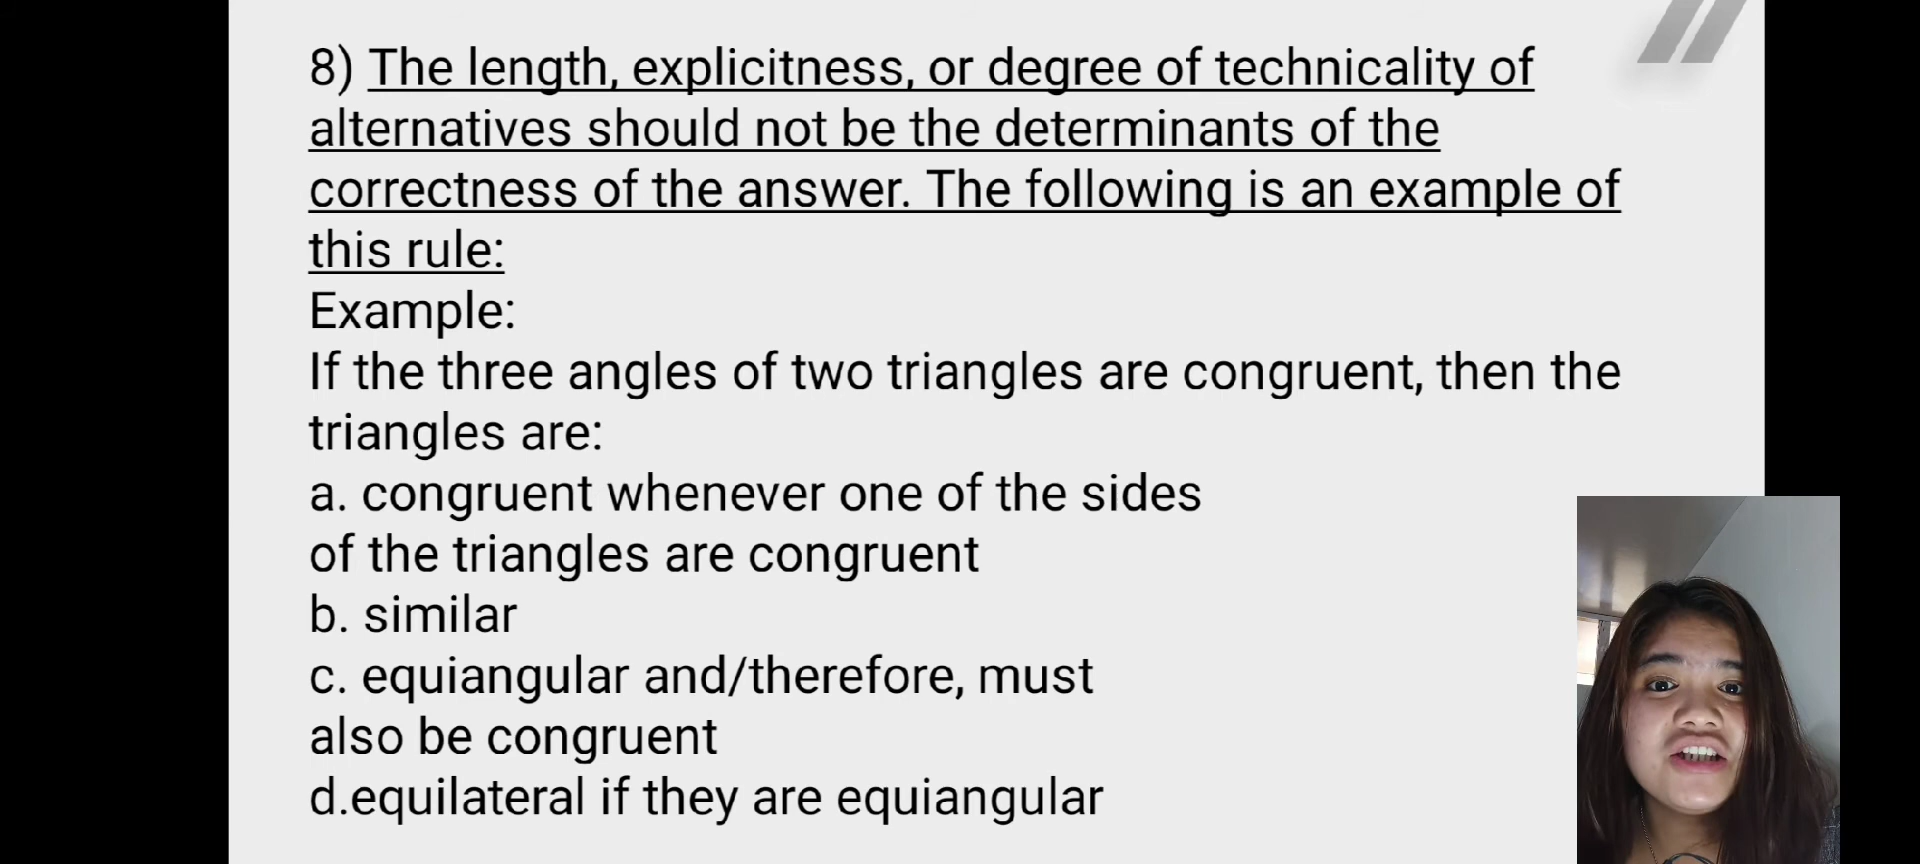 8) The length, explicitness, or degree of technicality of
alternatives should not be the determinants of the
correctness of the answer. The following is an example of
this rule:
Example:
If the three angles of two triangles are congruent, then the
triangles are:
a. congruent whenever one of the sides
of the triangles are congruent
b. similar
c. equiangular and/therefore, must
also be congruent
d.equilateral if they are equiangular